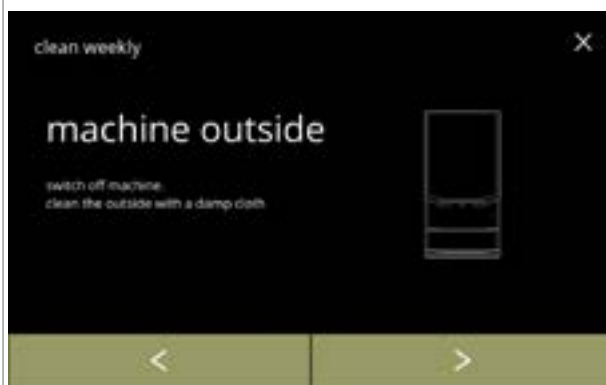 clean weekly
machine outside
switch off machine
clean the outside with a damp cloth